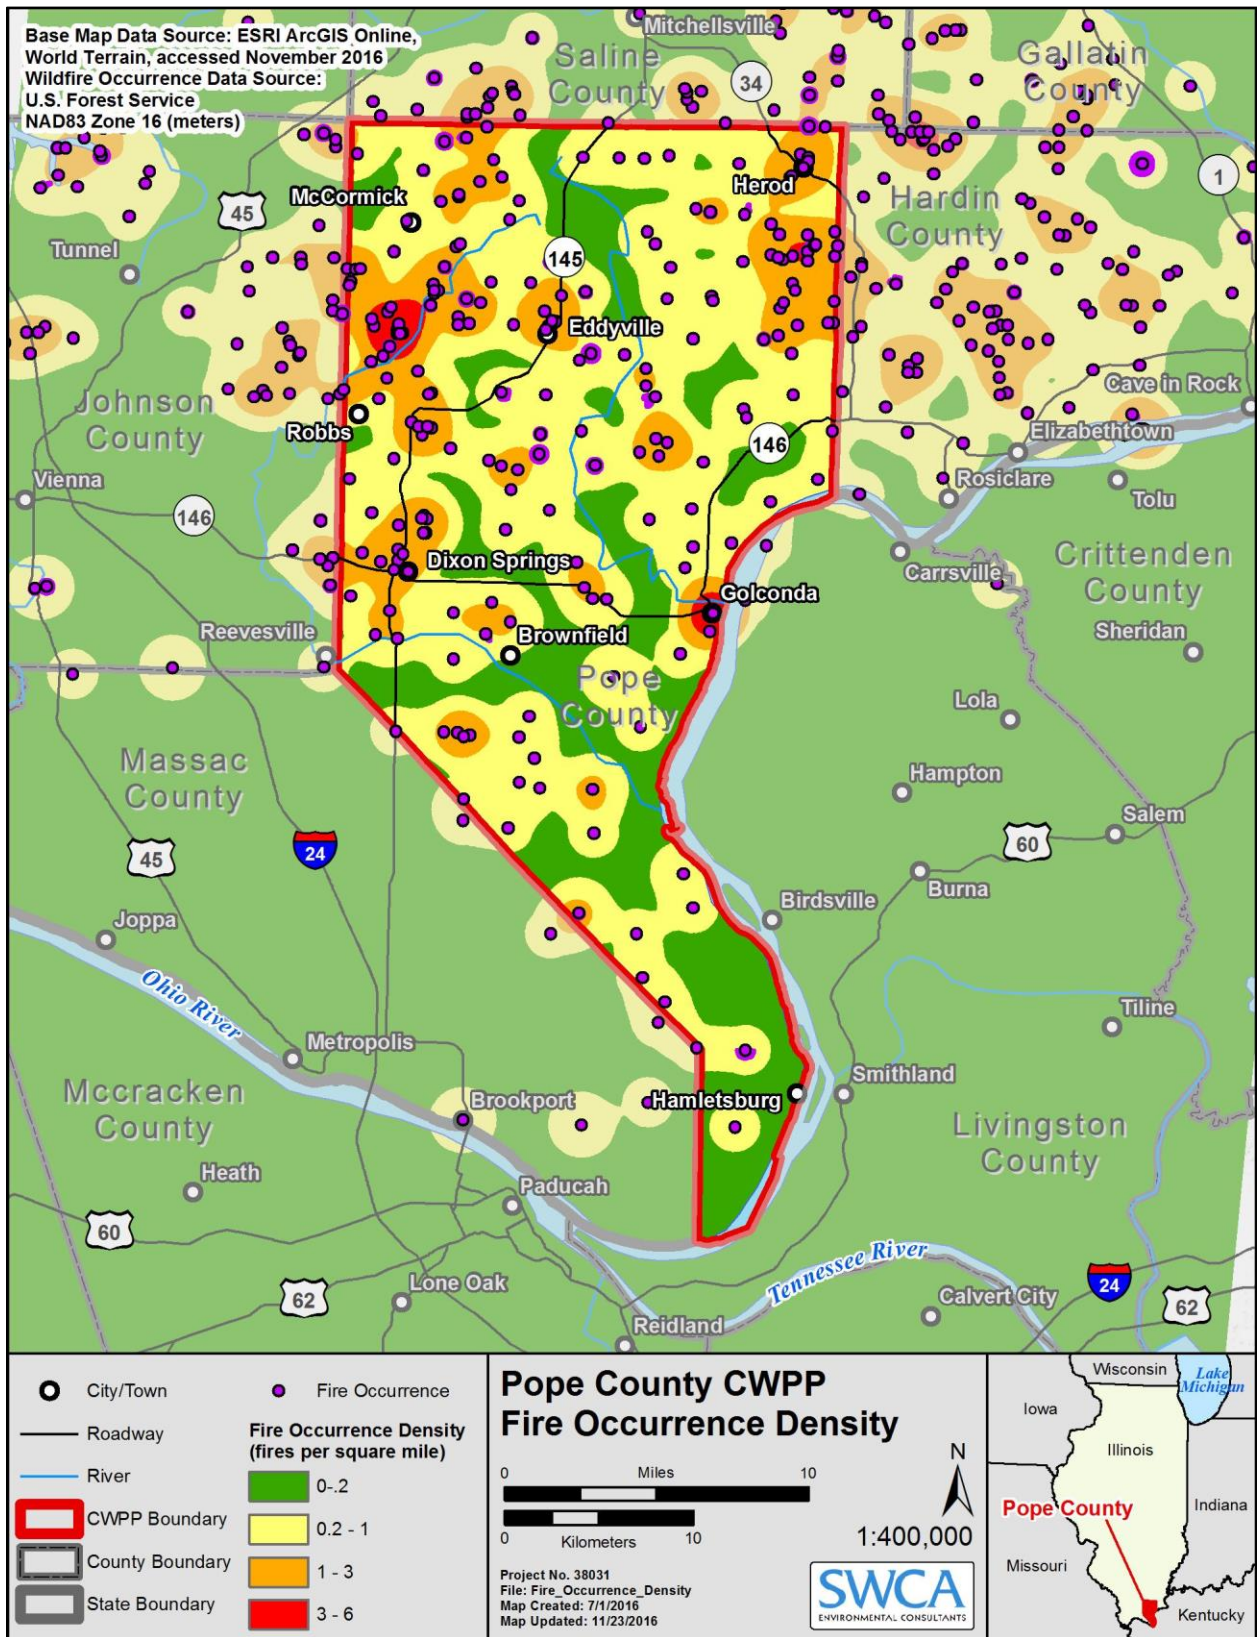 Base Map Data Source: ESRI ArcGIS Online,
World Terrain, accessed November 2016
Wildfire Occurrence Data Source:
U.S. Forest Service
NAD83 Zone 16 (meters)
Mitchellsville
Saline
County
34
Gallatin
County
1
McCormick
45
Herod
Hardin
County
Tunnel
145
Eddyville
Johnson
County
Robbs
Cave in Rock
Elizabethtown
146
Vienna
Rosiclare
Tolu
146
Dixon Springs
Carrsville
Crittenden
County
Golconda
Reevesville
Brownfield
Sheridan
Pope
County
Lola
Massac
County
Hampton
Salem
45
24
60
Burna
Birdsville
Joppa
Ohio River
Tiline
Metropolis
Mccracken
County
Brookport
Hamletsburg
Smithland
Livingston
County
Heath
Paducah
60
Tennessee River
24
Lone Oak
62
Calvert City
62
Reidland
City/Town
Roadway
River
CWPP Boundary
County Boundary
State Boundary
Fire Occurrence
Fire Occurrence Density
(fires per square mile)
0-.2
0.2 - 1
1 - 3
3 - 6
Pope County CWPP
Fire Occurrence Density
0 Miles 10
0 Kilometers 10
N
1:400,000
Project No. 38031
File: Fire_Occurrence_Density
Map Created: 7/1/2016
Map Updated: 11/23/2016
SWCA
ENVIRONMENTAL CONSULTANTS
Wisconsin
Lake
Michigan
Iowa
Illinois
Indiana
Pope County
Missouri
Kentucky